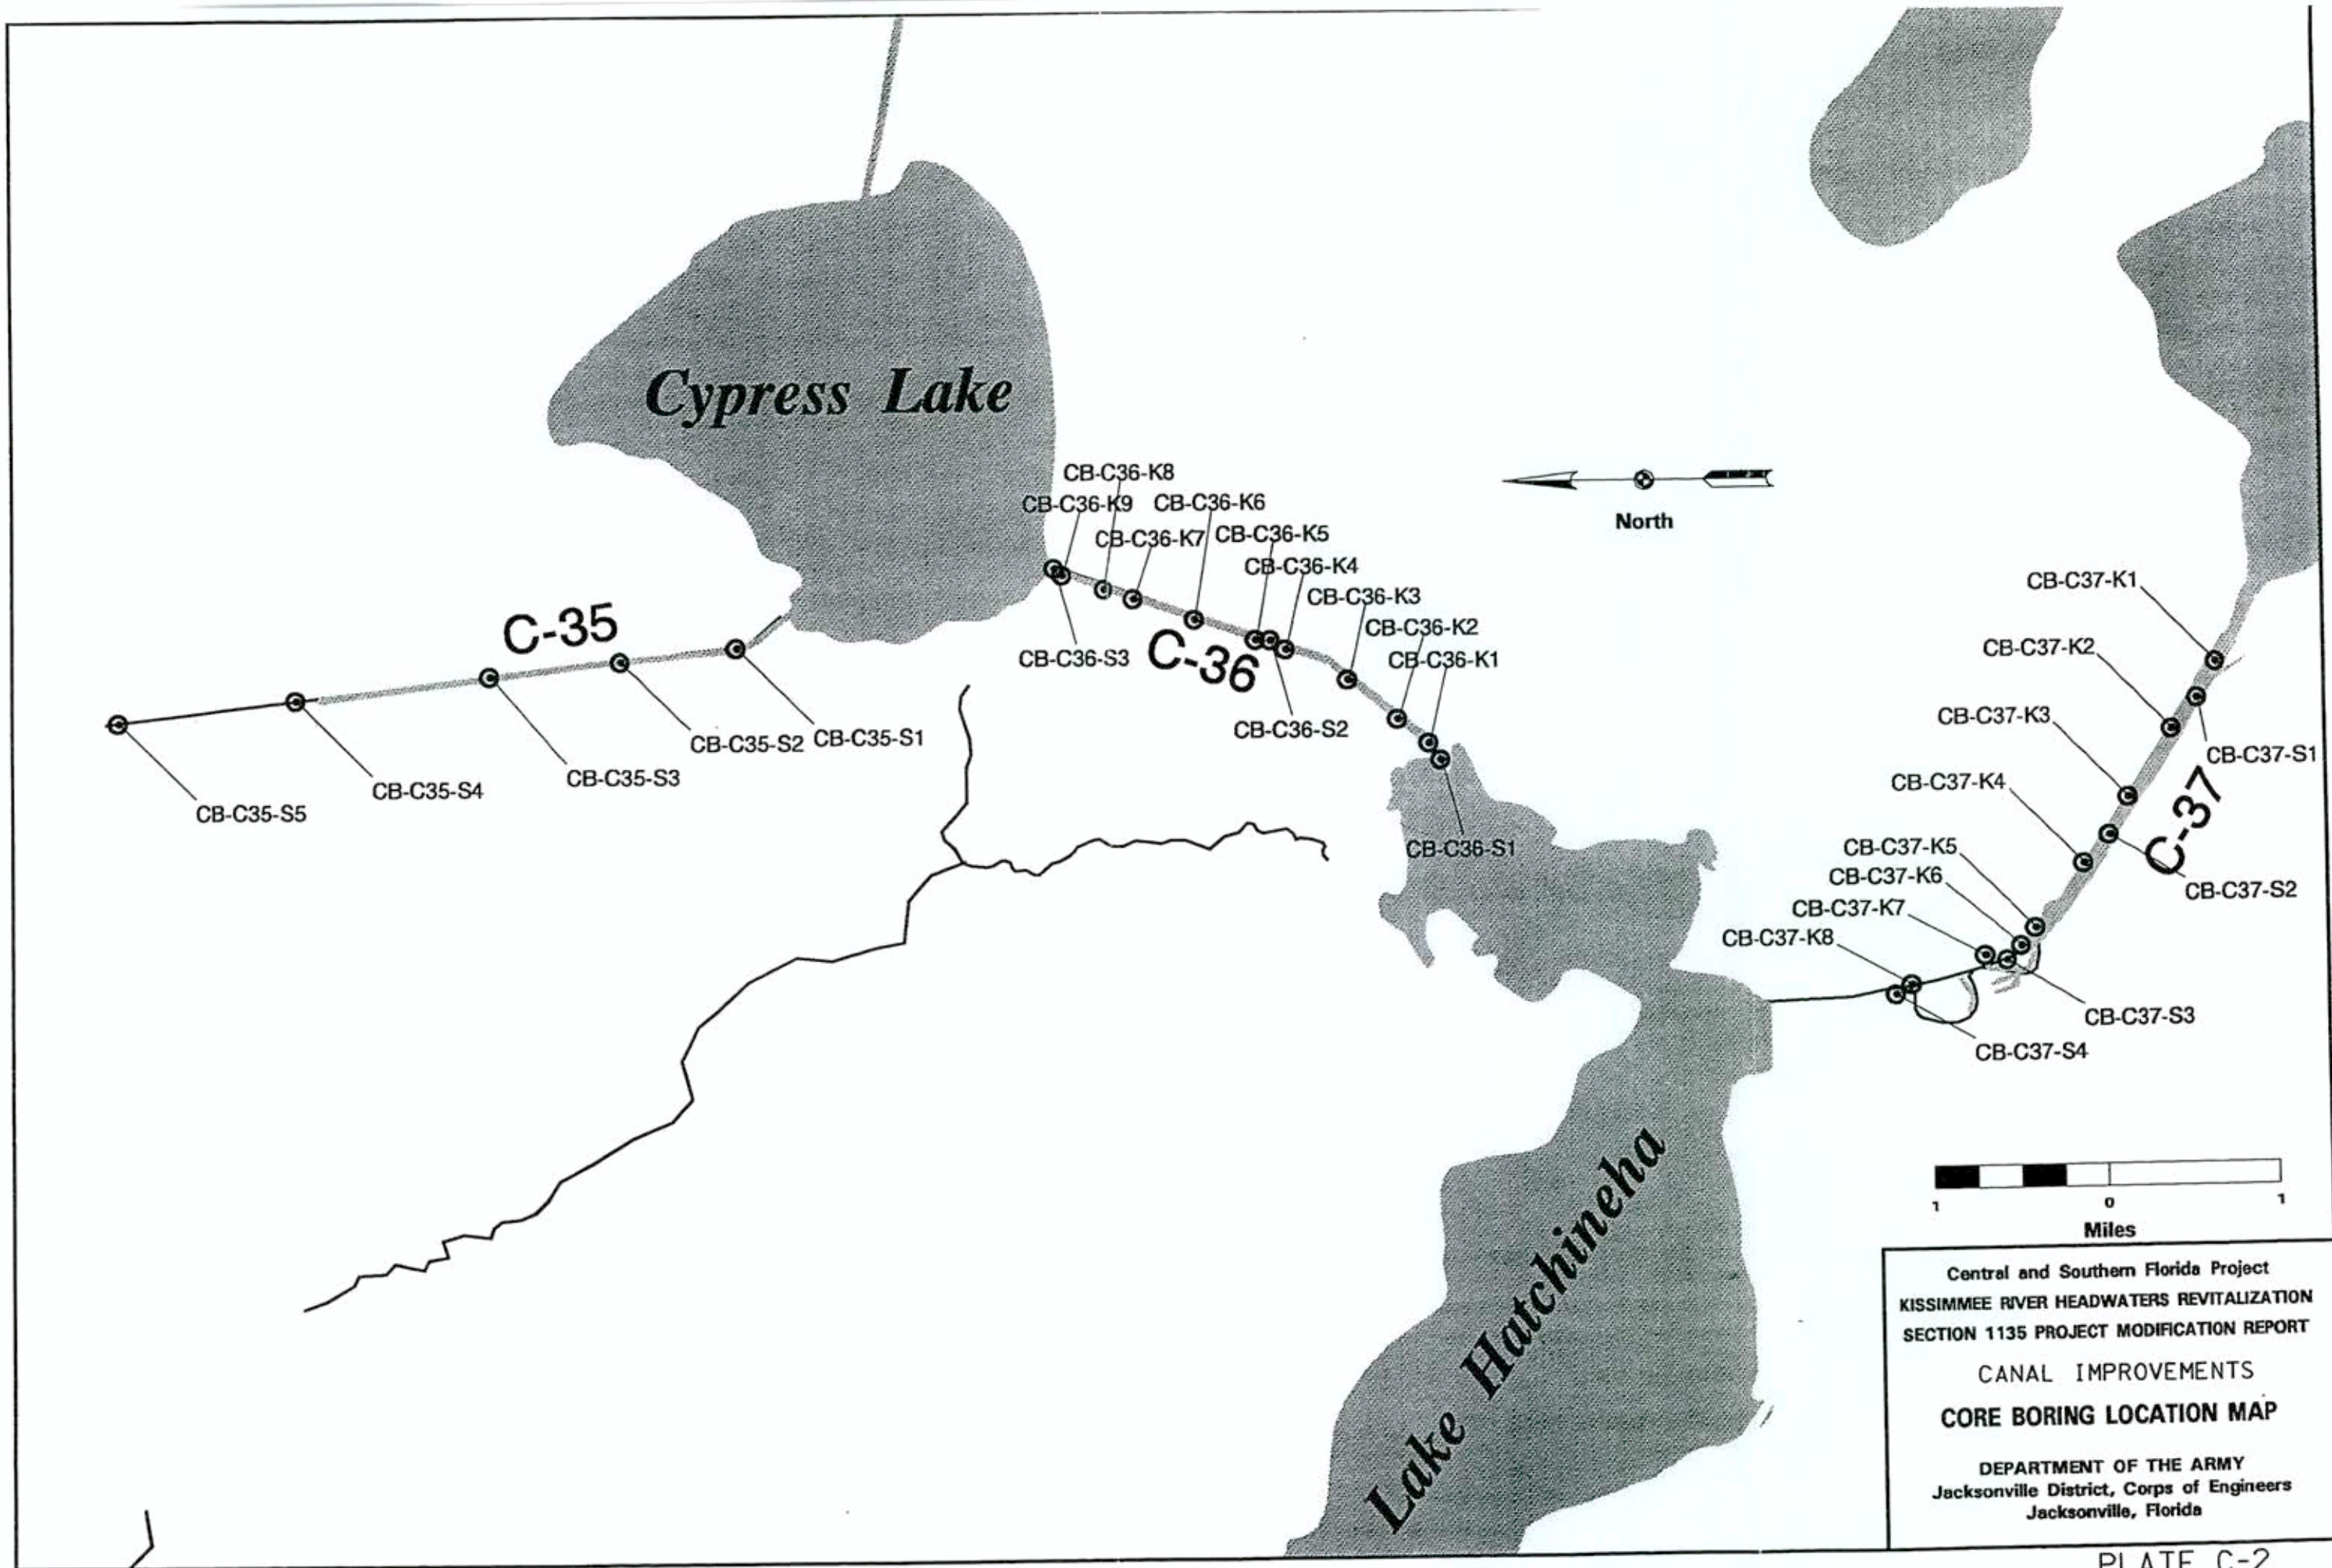 Cypress Lake
CB-C36-K8
CB-C36-K9
CB-C36-K6
CB-C36-K7
CB-C36-K5
CB-C36-K4
CB-C36-K3
CB-C36-K2
CB-C36-K1
CB-C36-S3
C-36
CB-C36-S2
CB-C36-S1
North
C-35
CB-C35-S1
CB-C35-S2
CB-C35-S3
CB-C35-S4
CB-C35-S5
CB-C37-K1
CB-C37-K2
CB-C37-K3
CB-C37-S1
CB-C37-K4
C-37
CB-C37-K5
CB-C37-K6
CB-C37-S2
CB-C37-K7
CB-C37-K8
CB-C37-S3
CB-C37-S4
Lake Hatchineha
1 0 1
Miles
Central and Southern Florida Project
KISSIMMEE RIVER HEADWATERS REVITALIZATION
SECTION 1135 PROJECT MODIFICATION REPORT
CANAL IMPROVEMENTS
CORE BORING LOCATION MAP
DEPARTMENT OF THE ARMY
Jacksonville District, Corps of Engineers
Jacksonville, Florida
PLATE C-2